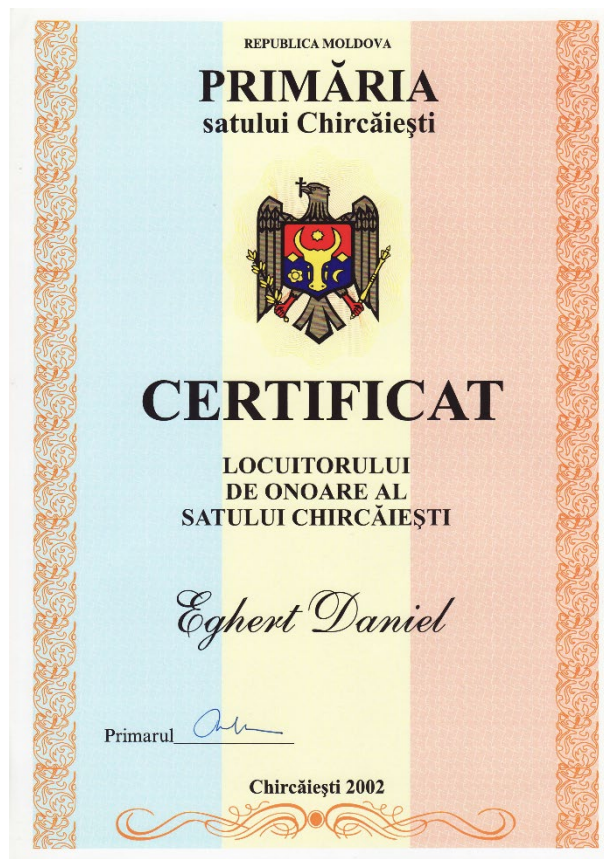 REPUBLICA MOLDOVA
PRIMĂRIA
satului Chircăieşti
CERTIFICAT
LOCUITORULUI
DE ONOARE AL
SATULUI CHIRCĂIEŞTI
Eghert Daniel
Primarul
Chircăieşti 2002